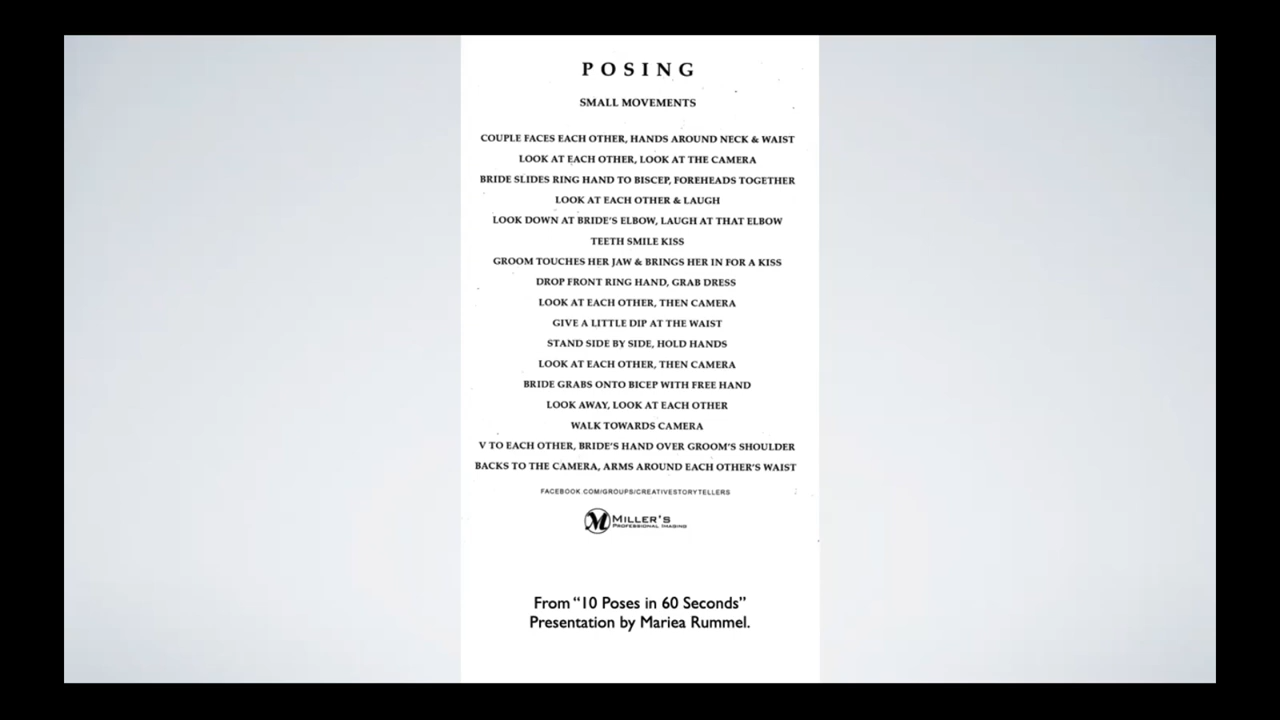 POSING
SMALL MOVEMENTS
COUPLE FACES EACH OTHER, HANDS AROUND NECK & WAIST
LOOK AT EACH OTHER, LOOK AT THE CAMERA
BRIDE SLIDES RING HAND TO BISCEP, FOREHEADS TOGETHER
LOOK AT EACH OTHER & LAUGH
LOOK DOWN AT BRIDE'S ELBOW, LAUGH AT THAT ELBOW
TEETH SMILE KISS
GROOM TOUCHES HER JAW & BRINGS HER IN FOR A KISS
DROP FRONT RING HAND, GRAB DRESS
LOOK AT EACH OTHER, THEN CAMERA
GIVE A LITTLE DIP AT THE WAIST
STAND SIDE BY SIDE, HOLD HANDS
LOOK AT EACH OTHER, THEN CAMERA
BRIDE GRABS ONTO BICEP WITH FREE HAND
LOOK AWAY, LOOK AT EACH OTHER
WALK TOWARDS CAMERA
V TO EACH OTHER, BRIDE'S HAND OVER GROOM'S SHOULDER
BACKS TO THE CAMERA, ARMS AROUND EACH OTHER'S WAIST
FACEBOOK.COM/GROUPS/CREATIVESTORYTELLERS
M MILLER'S
PROFESSIONAL IMAGING
From "10 Poses in 60 Seconds"
Presentation by Mariea Rummel.